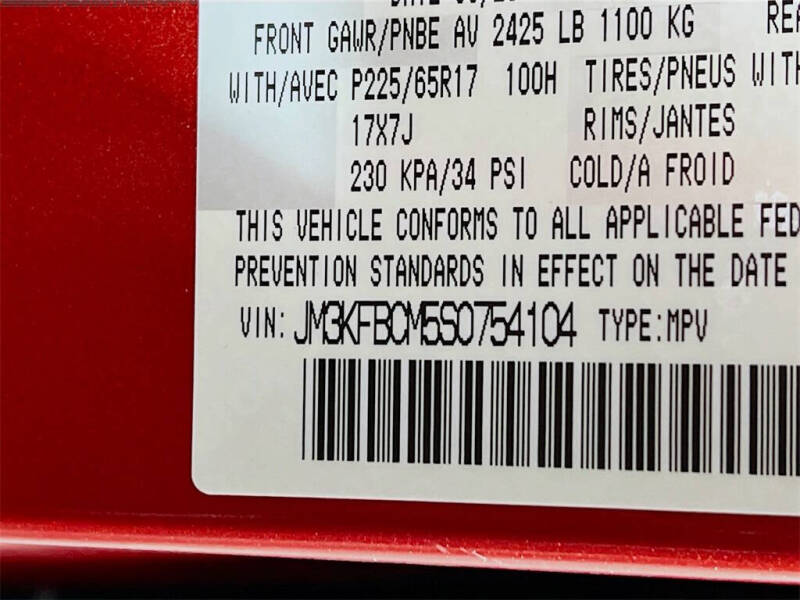 FRONT GAWR/PNBE AV 2425 LB 1100 KG
WITH/AVEC P225/65R17 100H TIRES/PNEUS WITH
17X7J RIMS/JANTES
230 KPA/34 PSI COLD/A FROID
THIS VEHICLE CONFORMS TO ALL APPLICABLE FED
PREVENTION STANDARDS IN EFFECT ON THE DATE
VIN: JM3KFBCM5S0754104 TYPE:MPV